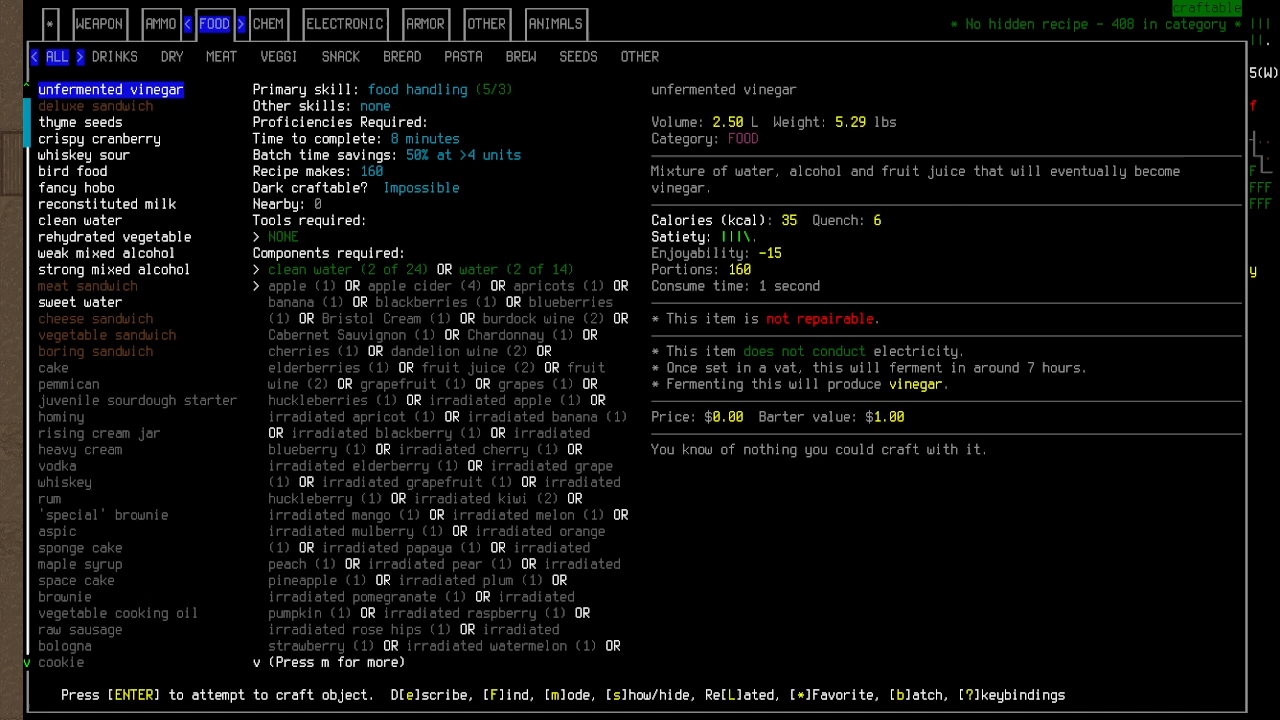 craftable
* WEAPON AMMO < FOOD > CHEM ELECTRONIC ARMOR OTHER ANIMALS
* No hidden recipe - 408 in category *
< ALL > DRINKS DRY MEAT VEGGI SNACK BREAD PASTA BREW SEEDS OTHER
5(W)
f
F
FFF
FFF
y
unfermented vinegar
deluxe sandwich
thyme seeds
crispy cranberry
whiskey sour
bird food
fancy hobo
reconstituted milk
clean water
rehydrated vegetable
weak mixed alcohol
strong mixed alcohol
meat sandwich
sweet water
cheese sandwich
vegetable sandwich
boring sandwich
cake
pemmican
juvenile sourdough starter
hominy
rising cream jar
heavy cream
vodka
whiskey
rum
'special' brownie
aspic
sponge cake
maple syrup
space cake
brownie
vegetable cooking oil
raw sausage
bologna
v cookie
Primary skill: food handling (5/3)
Other skills: none
Proficiencies Required:
Time to complete: 8 minutes
Batch time savings: 50% at >4 units
Recipe makes: 160
Dark craftable? Impossible
Nearby: 0
Tools required:
> NONE
Components required:
> clean water (2 of 24) OR water (2 of 14)
> apple (1) OR apple cider (4) OR apricots (1) OR
banana (1) OR blackberries (1) OR blueberries
(1) OR Bristol Cream (1) OR burdock wine (2) OR
Cabernet Sauvignon (1) OR Chardonnay (1) OR
cherries (1) OR dandelion wine (2) OR
elderberries (1) OR fruit juice (2) OR fruit
wine (2) OR grapefruit (1) OR grapes (1) OR
huckleberries (1) OR irradiated apple (1) OR
irradiated apricot (1) OR irradiated banana (1)
OR irradiated blackberry (1) OR irradiated
blueberry (1) OR irradiated cherry (1) OR
irradiated elderberry (1) OR irradiated grape
(1) OR irradiated grapefruit (1) OR irradiated
huckleberry (1) OR irradiated kiwi (2) OR
irradiated mango (1) OR irradiated melon (1) OR
irradiated mulberry (1) OR irradiated orange
(1) OR irradiated papaya (1) OR irradiated
peach (1) OR irradiated pear (1) OR irradiated
pineapple (1) OR irradiated plum (1) OR
irradiated pomegranate (1) OR irradiated
pumpkin (1) OR irradiated raspberry (1) OR
irradiated rose hips (1) OR irradiated
strawberry (1) OR irradiated watermelon (1) OR
v (Press m for more)
unfermented vinegar
Volume: 2.50 L Weight: 5.29 lbs
Category: FOOD
Mixture of water, alcohol and fruit juice that will eventually become
vinegar.
Calories (kcal): 35 Quench: 6
Satiety: |||\.
Enjoyability: -15
Portions: 160
Consume time: 1 second
* This item is not repairable.
* This item does not conduct electricity.
* Once set in a vat, this will ferment in around 7 hours.
* Fermenting this will produce vinegar.
Price: $0.00 Barter value: $1.00
You know of nothing you could craft with it.
Press [ENTER] to attempt to craft object. D[e]scribe, [F]ind, [m]ode, [s]how/hide, Re[L]ated, [*]Favorite, [b]atch, [?]keybindings